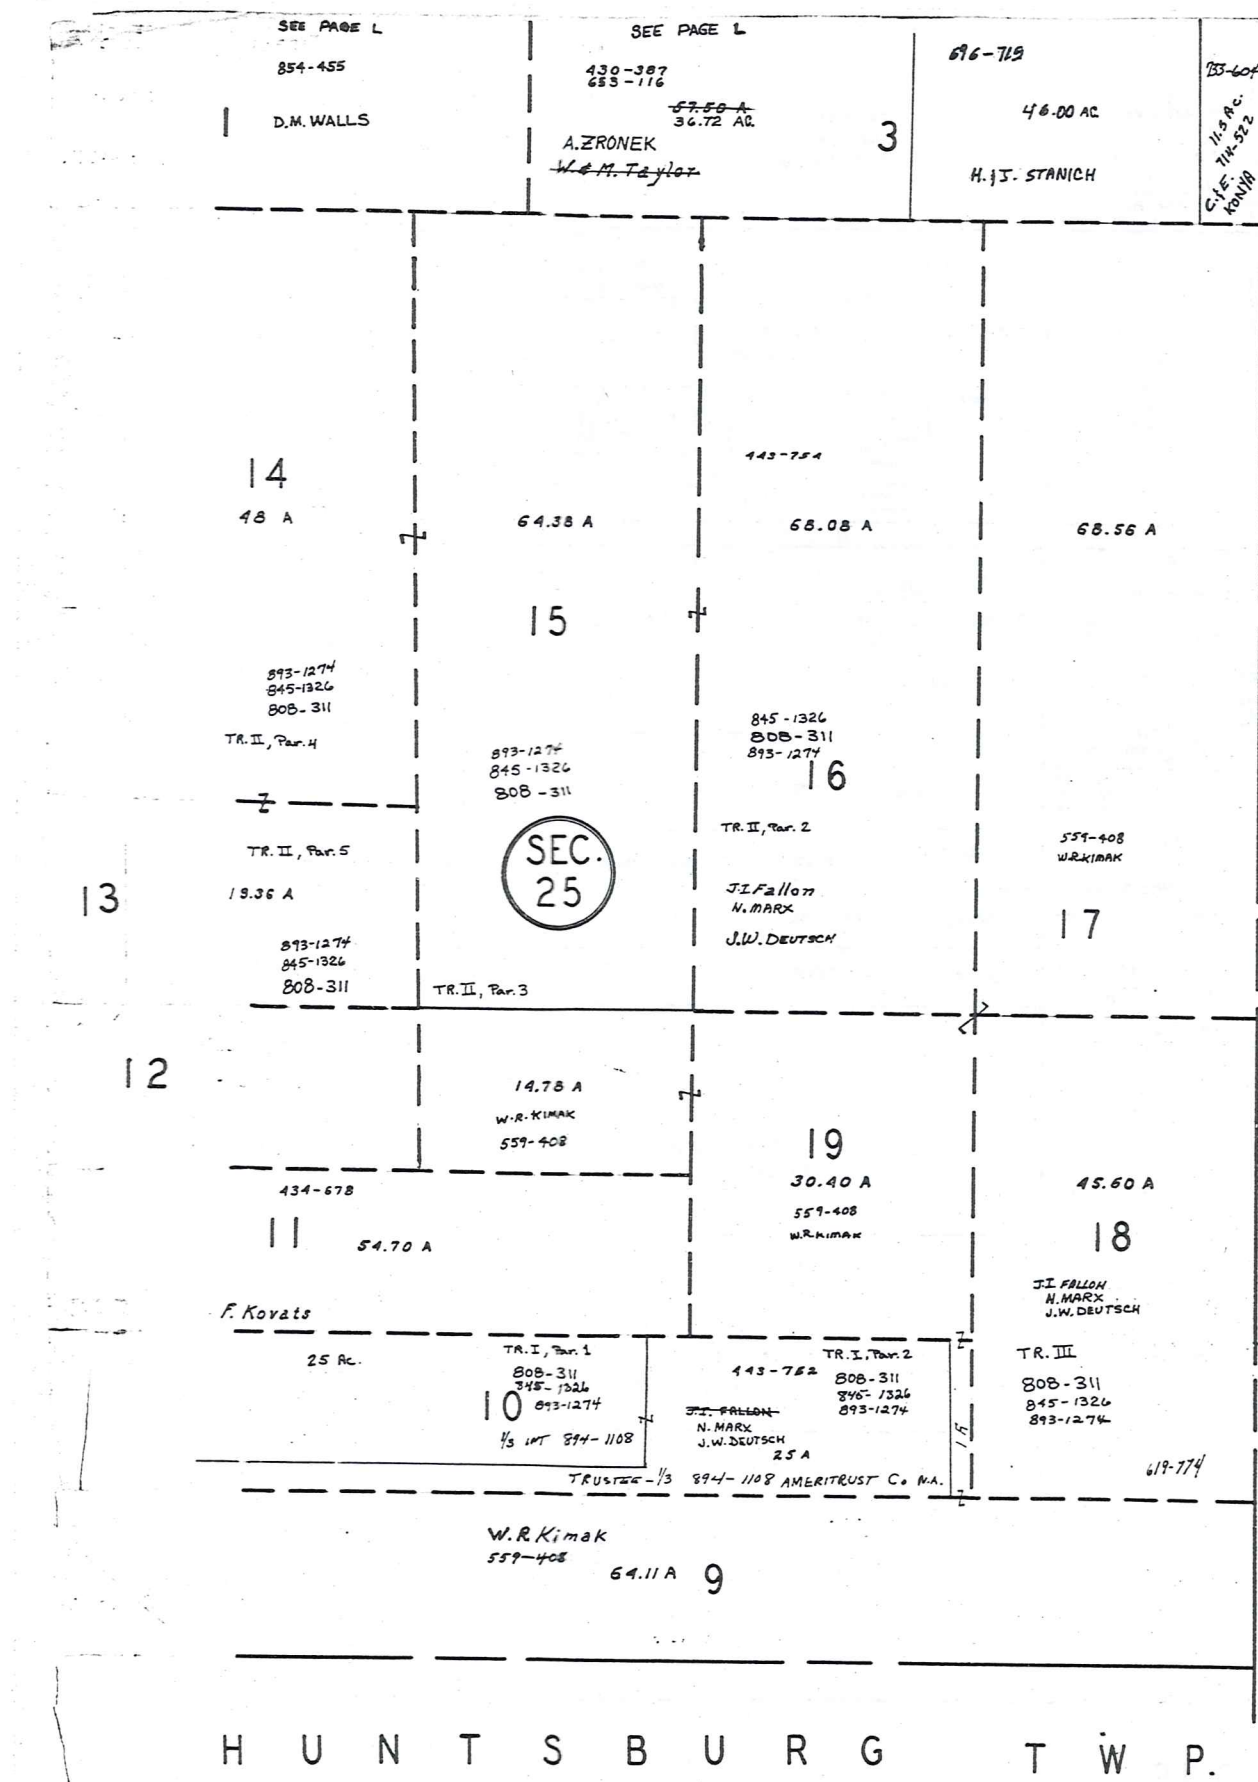 SEE PAGE L
854-455
1
D.M. WALLS
SEE PAGE L
430-387
653-116
57.50 A
36.72 AC.
A. ZRONEK
W. & M. Taylor
3
696-719
46.00 AC
H. & J. STANICH
11.5 AC.
714-522
C. & E.
KONYA
14
48 A
893-1274
845-1326
808-311
TR. II, Par. 4
64.38 A
15
893-1274
845-1326
808-311
SEC.
25
TR. II, Par. 3
443-754
68.08 A
845-1326
808-311
893-1274
16
TR. II, Par. 2
J.I Fallon
N. MARX
J.W. DEUTSCH
68.56 A
559-408
W.R KIMAK
17
13
TR. II, Par. 5
19.36 A
893-1274
845-1326
808-311
12
14.78 A
W.R. KIMAK
559-408
19
30.40 A
559-408
W.R KIMAK
45.60 A
18
J.I FALLON
N. MARX
J.W. DEUTSCH
TR. III
808-311
845-1326
893-1274
619-774
434-678
11
54.70 A
F. Kovats
25 Ac.
TR. I, Par. 1
808-311
845-1326
893-1274
10
1/3 INT 894-1108
443-762
TR. I, Par. 2
808-311
845-1326
893-1274
J.I. FALLON
N. MARX
J.W. DEUTSCH
25 A
TRUSTEE - 1/3 894-1108 AMERITRUST Co N.A.
W.R Kimak
559-408
64.11 A
9
HUNTSBURG TWP.